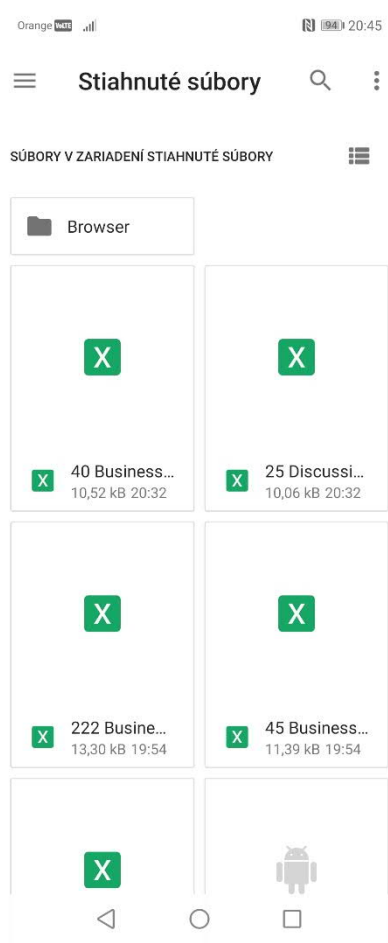 Orange VoLTE 94 20:45
Stiahnuté súbory
SÚBORY V ZARIADENÍ STIAHNUTÉ SÚBORY
Browser
X X
X 40 Business... X 25 Discussi...
10,52 kB 20:32 10,06 kB 20:32
X X
X 222 Busine... X 45 Business...
13,30 kB 19:54 11,39 kB 19:54
X